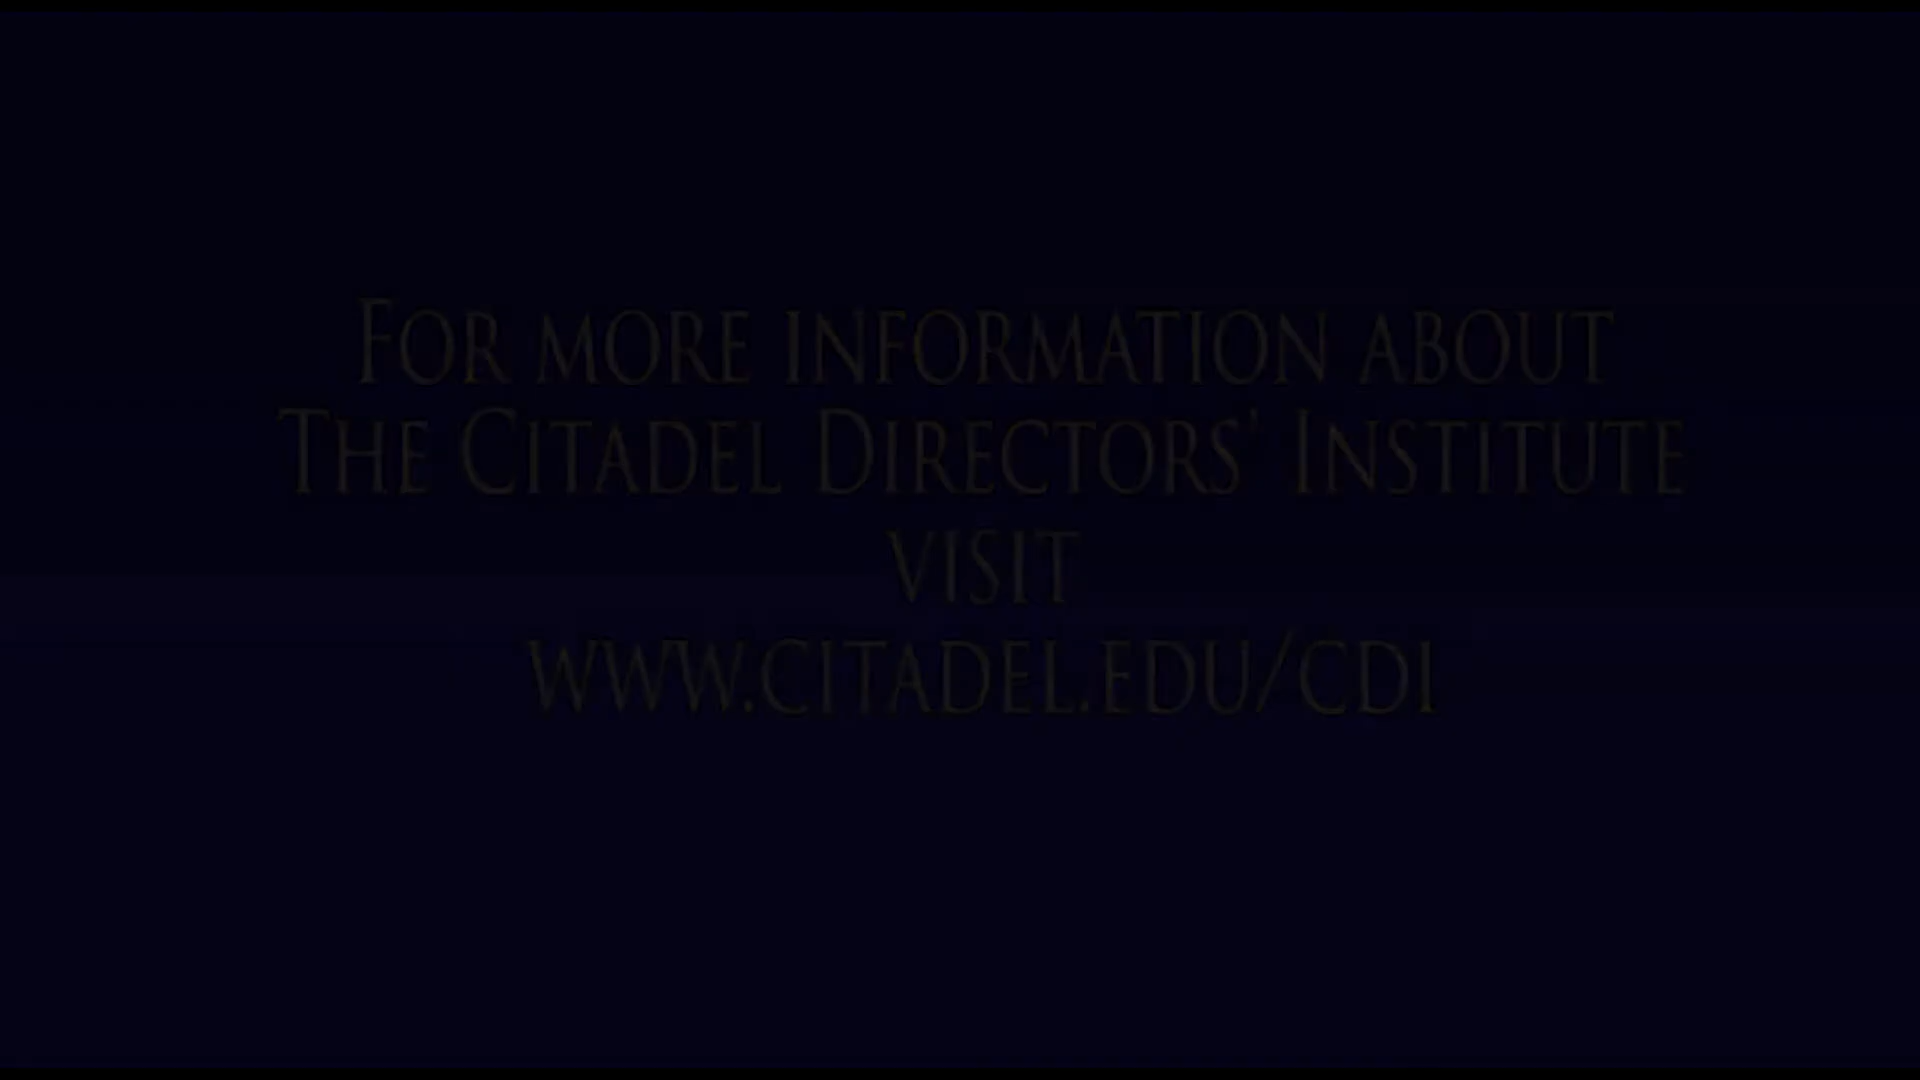 For more information about
The Citadel Directors' Institute
visit
www.citadel.edu/cdi